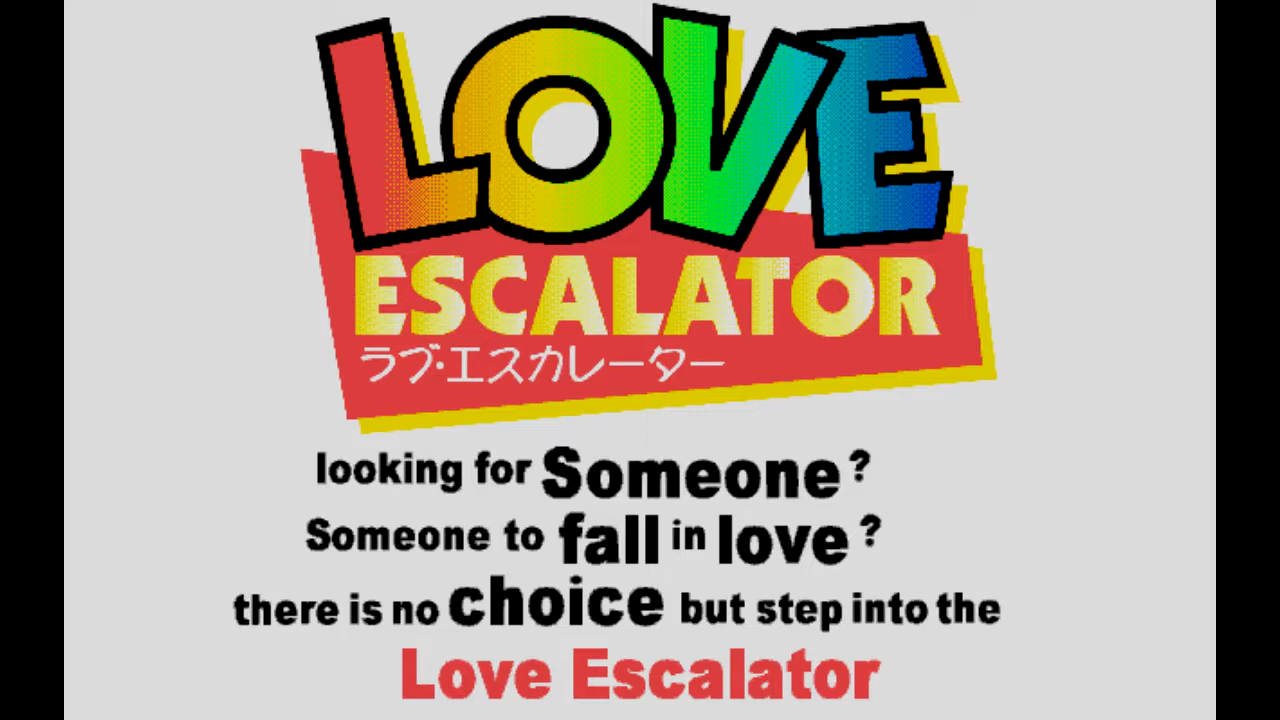 LOVE
ESCALATOR
ラブ・エスカレーター
looking for Someone?
Someone to fall in love?
there is no choice but step into the
Love Escalator